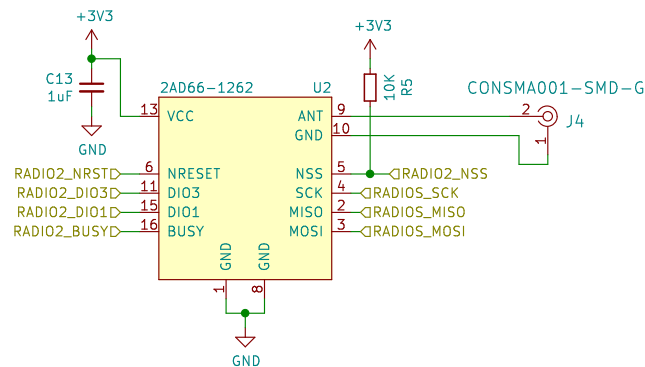 +3V3
+3V3
C13
1uF
10K
R5
2AD66-1262
U2
CONSMA001-SMD-G
13 VCC
ANT 9
2
J4
GND 10
1
GND
RADIO2_NRST 6 NRESET
NSS 5 RADIO2_NSS
RADIO2_DIO3 11 DIO3
SCK 4 RADIOS_SCK
RADIO2_DIO1 15 DIO1
MISO 2 RADIOS_MISO
RADIO2_BUSY 16 BUSY
MOSI 3 RADIOS_MOSI
GND
GND
1
8
GND